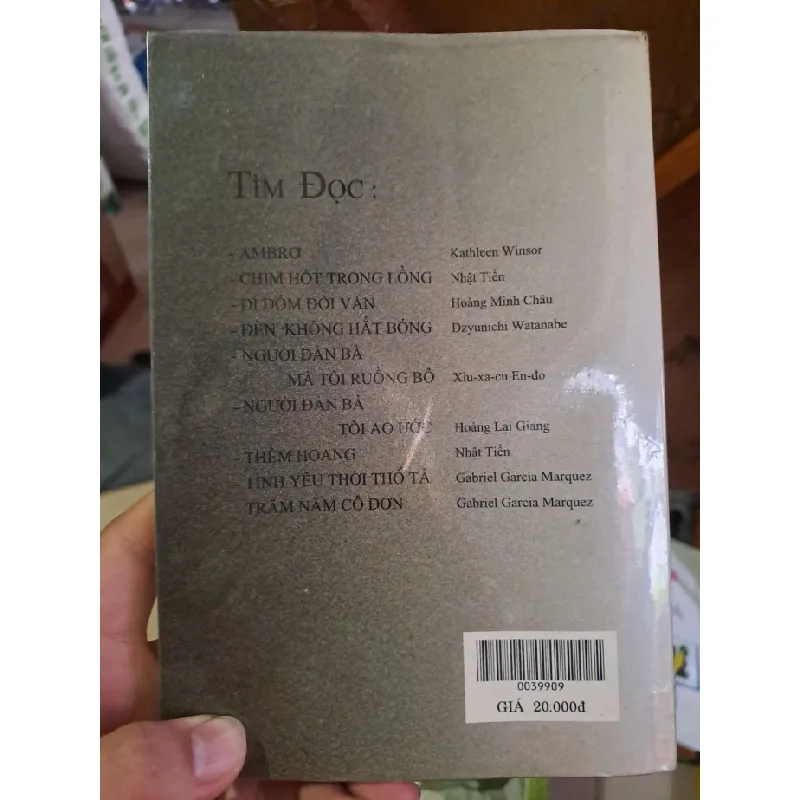 TÌM ĐỌC :
- AMBRƠ Kathleen Winsor
- CHIM HÓT TRONG LỒNG Nhật Tiến
- DÍ DỎM ĐỜI VĂN Hoàng Minh Châu
- ĐÈN KHÔNG HẮT BÓNG Dzyunichi Watanabe
- NGƯỜI ĐÀN BÀ
MÀ TÔI RUỒNG BỎ Xiu-xa-cu En-đo
- NGƯỜI ĐÀN BÀ
TÔI AO ƯỚC Hoàng Lại Giang
- THỀM HOANG Nhật Tiến
- TÌNH YÊU THỜI THỔ TẢ Gabriel Garcia Marquez
TRĂM NĂM CÔ ĐƠN Gabriel Garcia Marquez
0039909
GIÁ 20.000đ